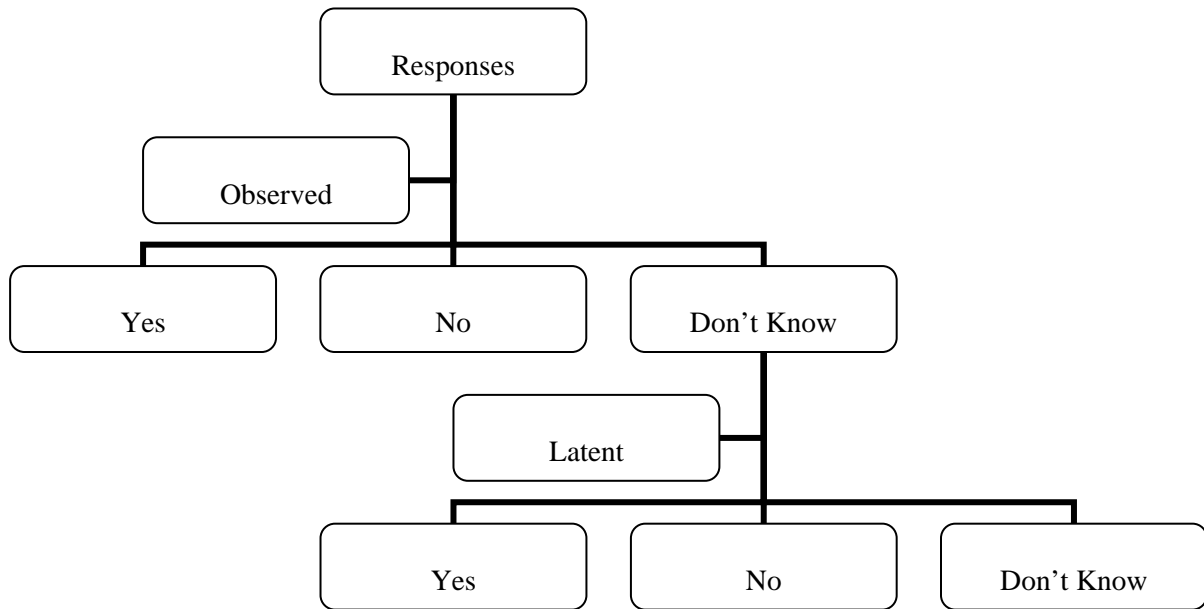 Responses
Observed
Yes
No
Don’t Know
Latent
Yes
No
Don’t Know